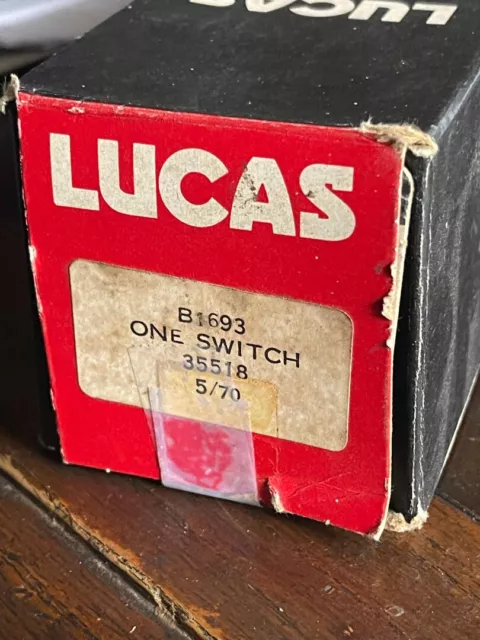 LUCAS
LUCAS
B1693
ONE SWITCH
35518
5/70